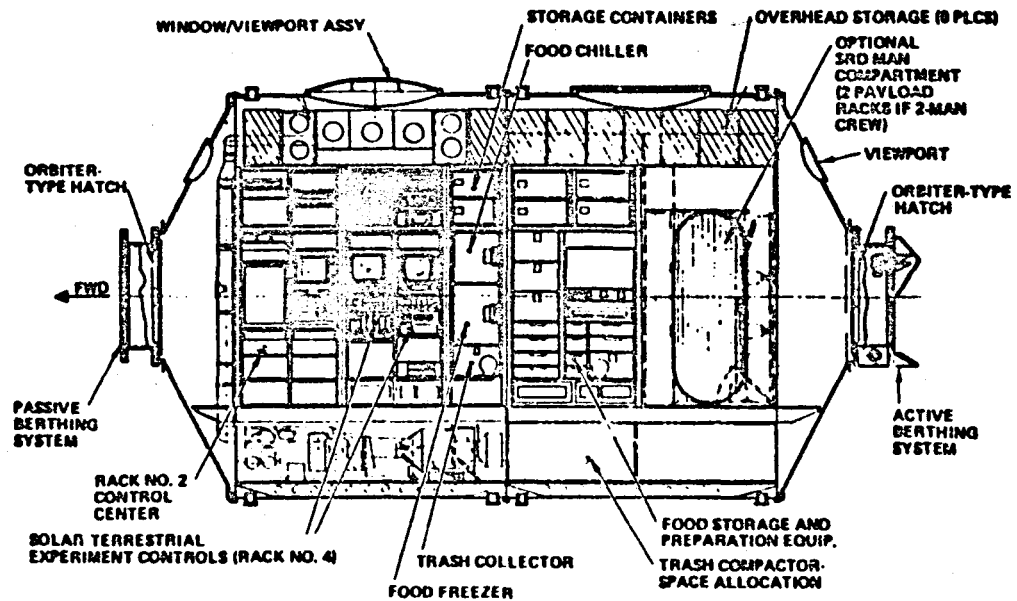 STORAGE CONTAINERS
OVERHEAD STORAGE (8 PLCS)
WINDOW/VIEWPORT ASSY
FOOD CHILLER
OPTIONAL
3RD MAN
COMPARTMENT
(2 PAYLOAD
RACKS IF 2-MAN
CREW)
VIEWPORT
ORBITER-
TYPE HATCH
ORBITER-TYPE
HATCH
FWD
PASSIVE
BERTHING
SYSTEM
ACTIVE
BERTHING
SYSTEM
RACK NO. 2
CONTROL
CENTER
SOLAR TERRESTRIAL
EXPERIMENT CONTROLS (RACK NO. 4)
TRASH COLLECTOR
FOOD FREEZER
FOOD STORAGE AND
PREPARATION EQUIP.
TRASH COMPACTOR-
SPACE ALLOCATION